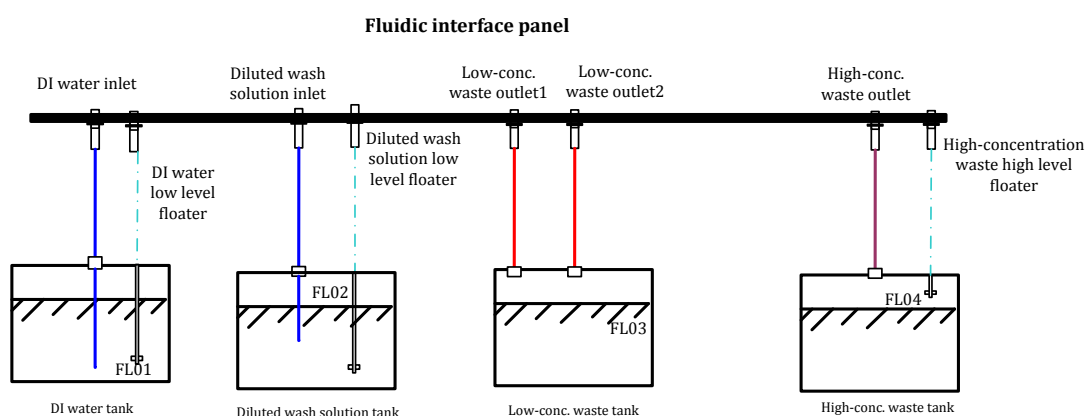 Fluidic interface panel
DI water inlet
Diluted wash
solution inlet
Low-conc.
waste outlet1
Low-conc.
waste outlet2
High-conc.
waste outlet
DI water
low level
floater
Diluted wash
solution low
level floater
High-concentration
waste high level
floater
FL01
FL02
FL03
FL04
DI water tank
Diluted wash solution tank
Low-conc. waste tank
High-conc. waste tank